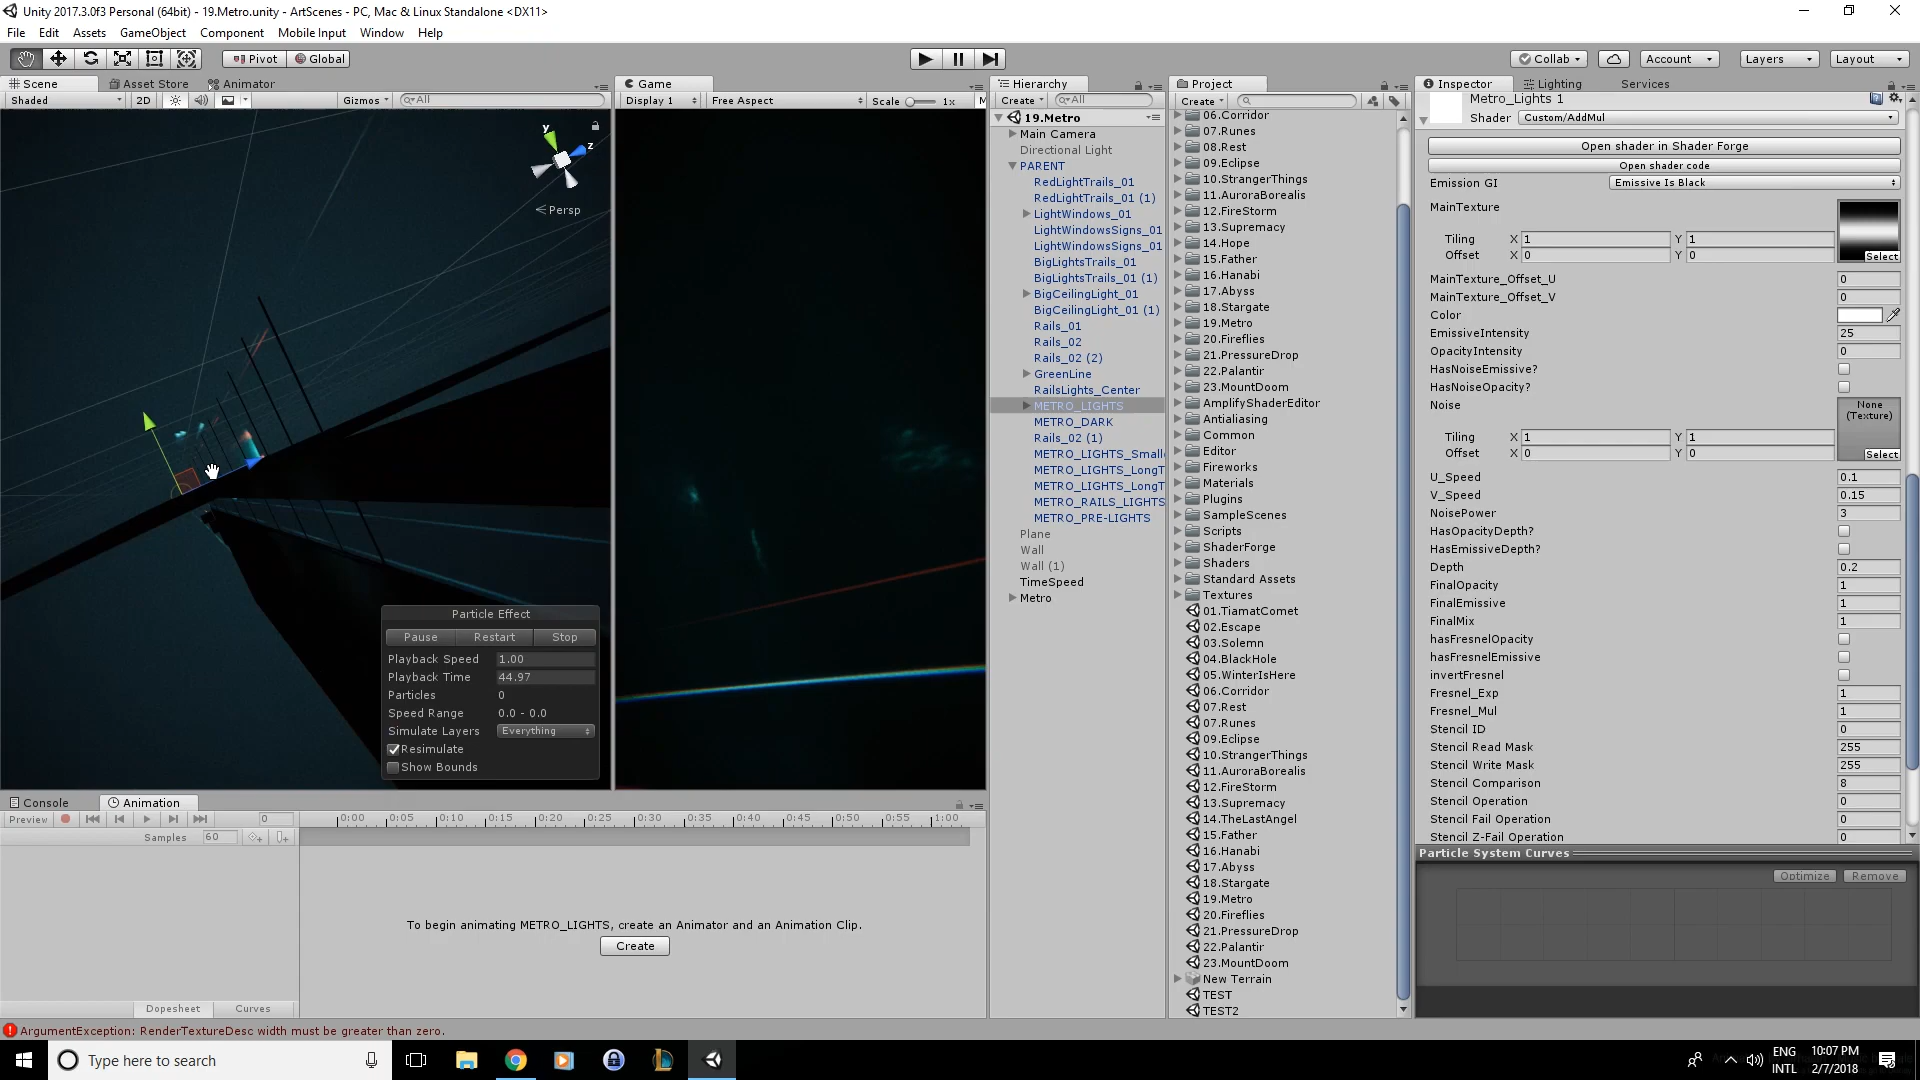 Unity 2017.3.0f3 Personal (64bit) - 19.Metro.unity - ArtScenes - PC, Mac & Linux Standalone <DX11>
File Edit Assets GameObject Component Mobile Input Window Help
Pivot Global Collab Account Layers Layout
Scene Asset Store Animator
Shaded 2D Gizmos All
y
z
Persp
Particle Effect
Pause Restart Stop
Playback Speed 1.00
Playback Time 44.97
Particles 0
Speed Range 0.0 - 0.0
Simulate Layers Everything
Resimulate
Show Bounds
Game
Display 1 Free Aspect Scale 1x M
Hierarchy
Create All
19.Metro
Main Camera
Directional Light
PARENT
RedLightTrails_01
RedLightTrails_01 (1)
LightWindows_01
LightWindowsSigns_01
LightWindowsSigns_01
BigLightsTrails_01
BigLightsTrails_01 (1)
BigCeilingLight_01
BigCeilingLight_01 (1)
Rails_01
Rails_02
Rails_02 (2)
GreenLine
RailsLights_Center
METRO_LIGHTS
METRO_DARK
Rails_02 (1)
METRO_LIGHTS_Small
METRO_LIGHTS_LongT
METRO_LIGHTS_LongT
METRO_RAILS_LIGHTS
METRO_PRE-LIGHTS
Plane
Wall
Wall (1)
TimeSpeed
Metro
Project
Create
06.Corridor
07.Runes
08.Rest
09.Eclipse
10.StrangerThings
11.AuroraBorealis
12.FireStorm
13.Supremacy
14.Hope
15.Father
16.Hanabi
17.Abyss
18.Stargate
19.Metro
20.Fireflies
21.PressureDrop
22.Palantir
23.MountDoom
AmplifyShaderEditor
Antialiasing
Common
Editor
Fireworks
Materials
Plugins
SampleScenes
Scripts
ShaderForge
Shaders
Standard Assets
Textures
01.TiamatComet
02.Escape
03.Solemn
04.BlackHole
05.WinterIsHere
06.Corridor
07.Rest
07.Runes
09.Eclipse
10.StrangerThings
11.AuroraBorealis
12.FireStorm
13.Supremacy
14.TheLastAngel
15.Father
16.Hanabi
17.Abyss
18.Stargate
19.Metro
20.Fireflies
21.PressureDrop
22.Palantir
23.MountDoom
New Terrain
TEST
TEST2
Inspector Lighting Services
Metro_Lights 1
Shader Custom/AddMul
Open shader in Shader Forge
Open shader code
Emission GI Emissive Is Black
MainTexture
Tiling X 1 Y 1
Offset X 0 Y 0 Select
MainTexture_Offset_U 0
MainTexture_Offset_V 0
Color
EmissiveIntensity 25
OpacityIntensity 0
HasNoiseEmissive?
HasNoiseOpacity?
Noise None (Texture)
Tiling X 1 Y 1
Offset X 0 Y 0 Select
U_Speed 0.1
V_Speed 0.15
NoisePower 3
HasOpacityDepth?
HasEmissiveDepth?
Depth 0.2
FinalOpacity 1
FinalEmissive 1
FinalMix 1
hasFresnelOpacity
hasFresnelEmissive
invertFresnel
Fresnel_Exp 1
Fresnel_Mul 1
Stencil ID 0
Stencil Read Mask 255
Stencil Write Mask 255
Stencil Comparison 8
Stencil Operation 0
Stencil Fail Operation 0
Stencil Z-Fail Operation 0
Particle System Curves
Optimize Remove
Console Animation
Preview 0 0:00 0:05 0:10 0:15 0:20 0:25 0:30 0:35 0:40 0:45 0:50 0:55 1:00
Samples 60
To begin animating METRO_LIGHTS, create an Animator and an Animation Clip.
Create
Dopesheet Curves
ArgumentException: RenderTextureDesc width must be greater than zero.
Type here to search
ENG
INTL
10:07 PM
2/7/2018